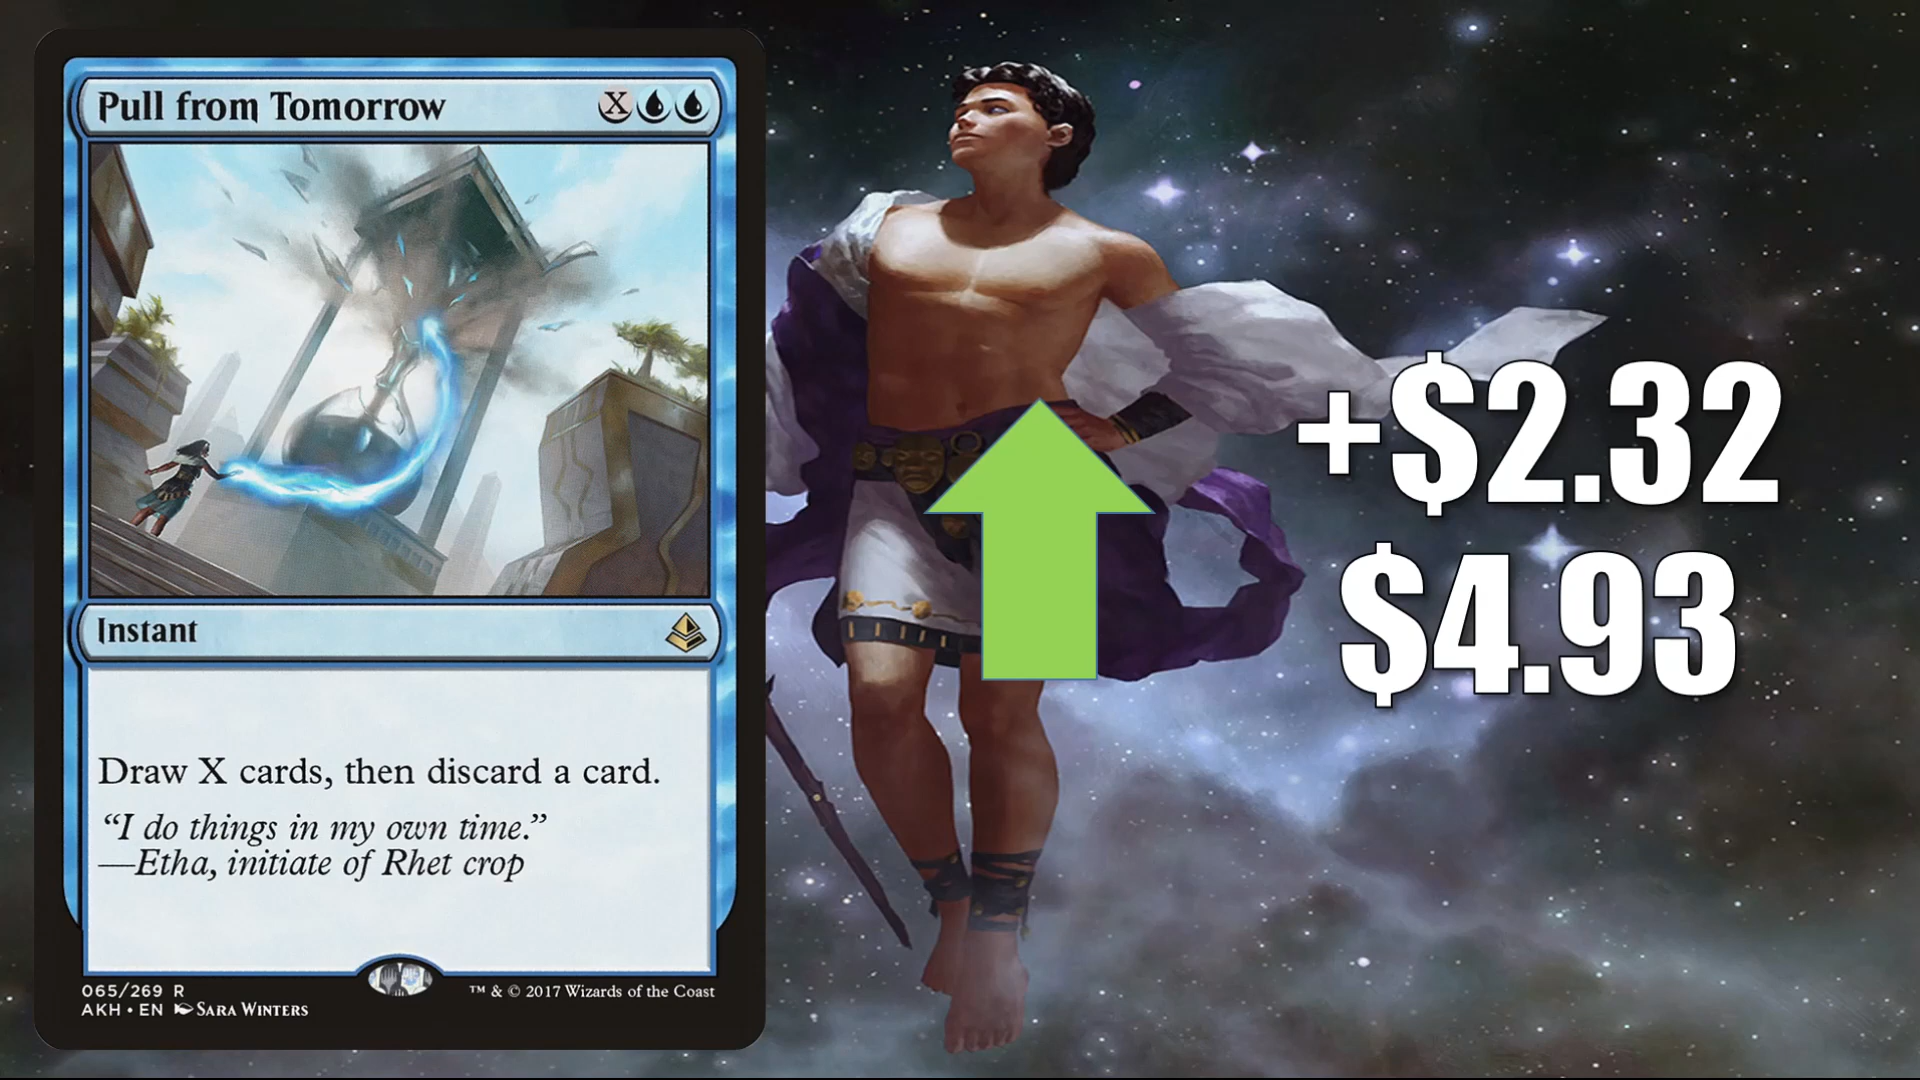 Pull from Tomorrow X
Instant
Draw X cards, then discard a card.
“I do things in my own time.”
—Etha, initiate of Rhet crop
065/269 R
AKH • EN SARA WINTERS
™ & © 2017 Wizards of the Coast
+$2.32
$4.93